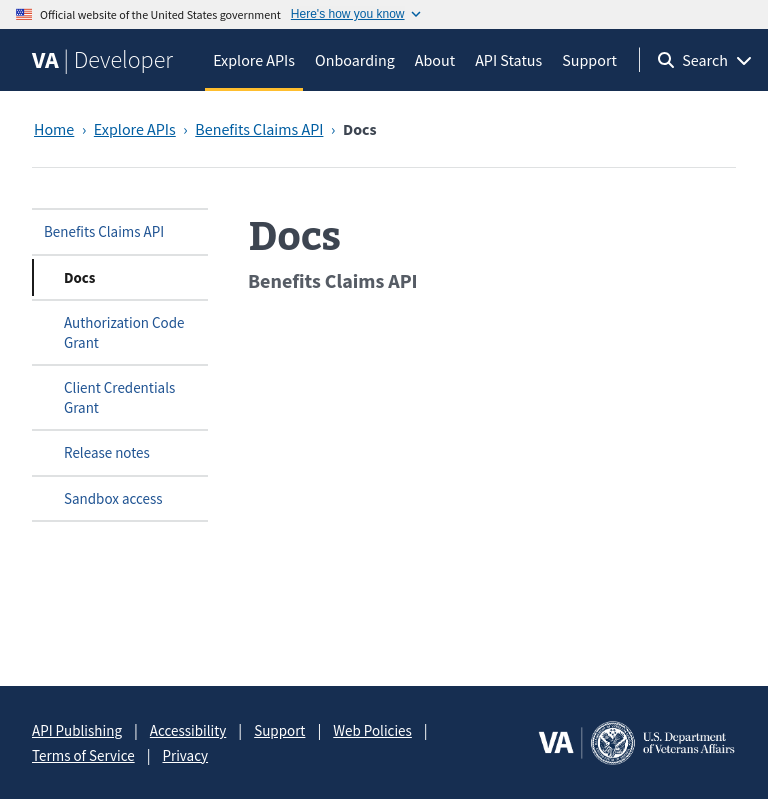 Official website of the United States government Here's how you know
VA | Developer Explore APIs Onboarding About API Status Support Search
Home › Explore APIs › Benefits Claims API › Docs
Benefits Claims API
Docs
Authorization Code
Grant
Client Credentials
Grant
Release notes
Sandbox access
Docs
Benefits Claims API
API Publishing | Accessibility | Support | Web Policies |
Terms of Service | Privacy
VA
U.S. Department
of Veterans Affairs